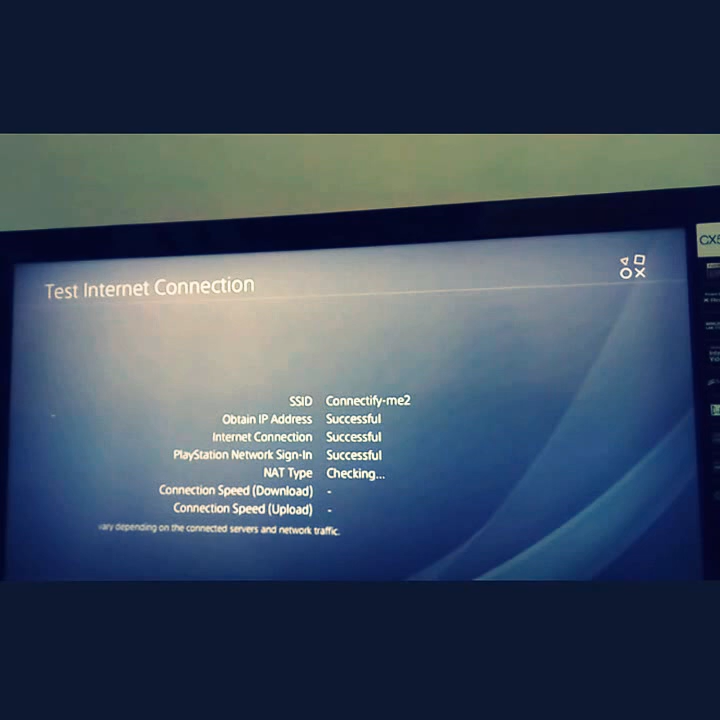 Test Internet Connection
SSID Connectify-me2
Obtain IP Address Successful
Internet Connection Successful
PlayStation Network Sign-In Successful
NAT Type Checking...
Connection Speed (Download) -
Connection Speed (Upload) -
vary depending on the connected servers and network traffic.